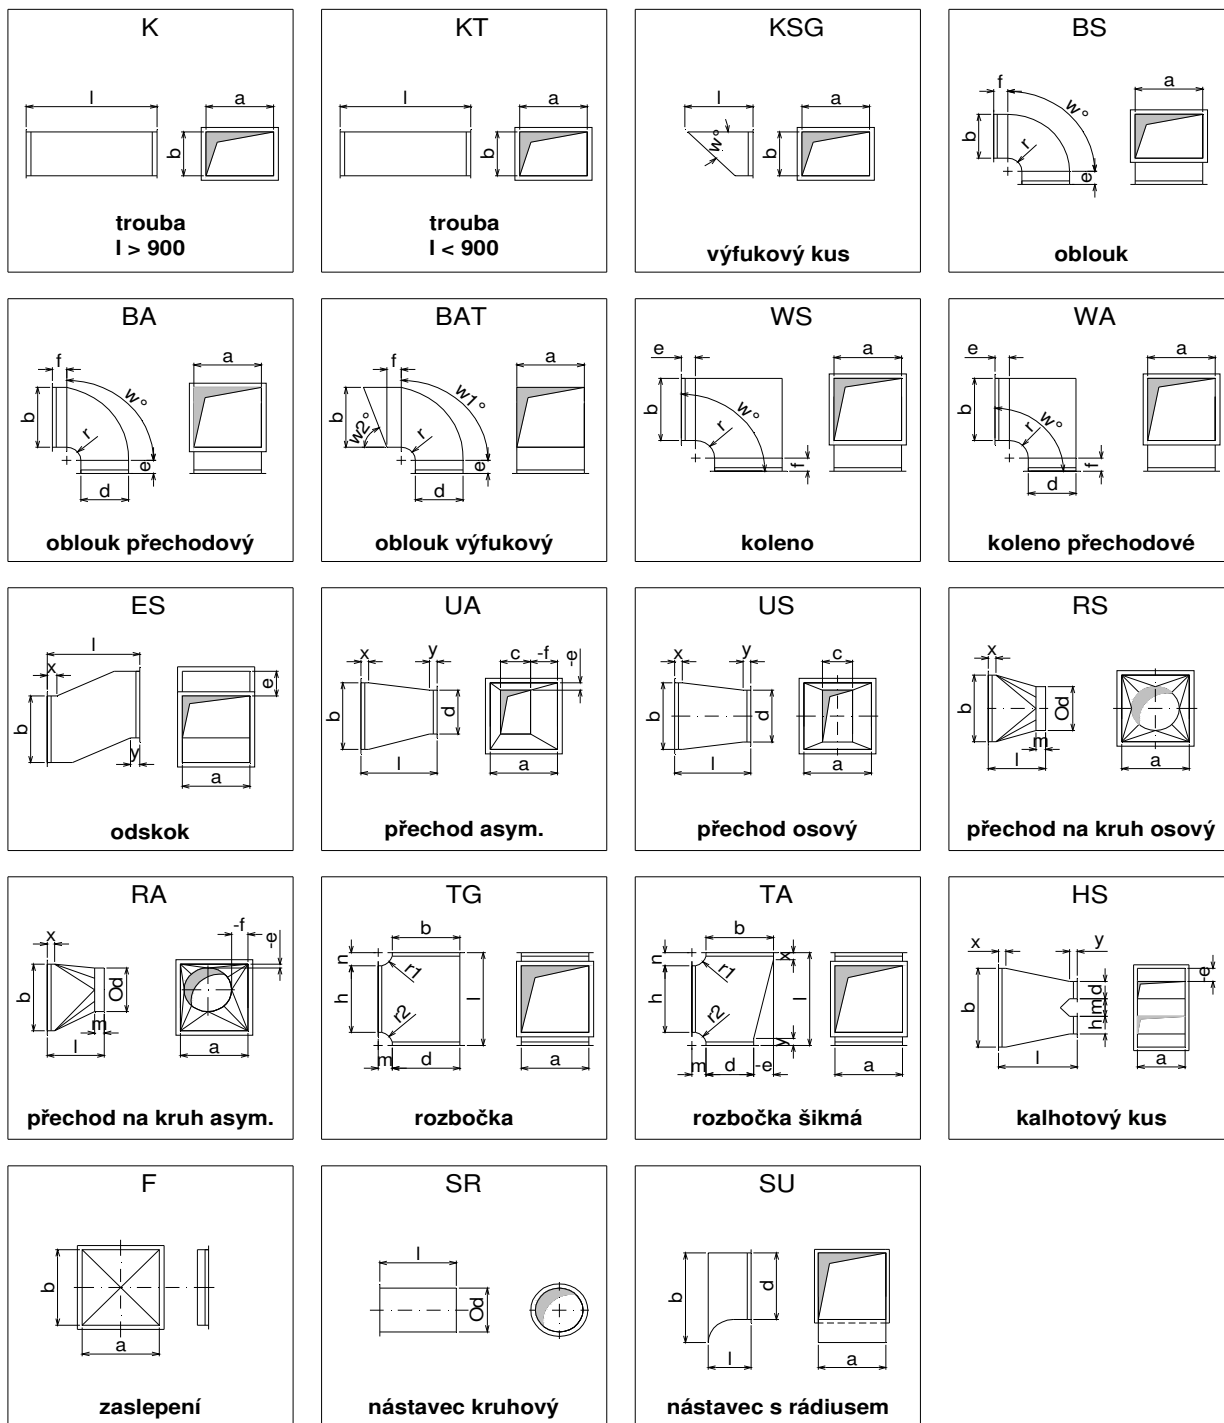 K
l
a
b
trouba
l > 900
KT
l
a
b
trouba
l < 900
KSG
l
w°
a
b
výfukový kus
BS
f
w°
b
r
e
a
oblouk
BA
f
w°
b
r
e
d
a
oblouk přechodový
BAT
f
w1°
b
w2°
r
e
d
a
oblouk výfukový
WS
e
b
w°
r
f
a
koleno
WA
e
b
w°
r
f
d
a
koleno přechodové
ES
l
x
b
y
e
a
odskok
UA
x
y
b
d
l
c
-f
-e
a
přechod asym.
US
x
y
b
d
l
c
a
přechod osový
RS
x
b
Od
m
l
a
přechod na kruh osový
RA
x
b
Od
m
l
-f
-e
a
přechod na kruh asym.
TG
b
n
r1
h
r2
l
m
d
a
rozbočka
TA
b
n
r1
x
h
r2
l
y
m
d
-e
a
rozbočka šikmá
HS
x
y
b
d
m
h
l
-e
a
kalhotový kus
F
b
a
zaslepení
SR
l
Od
nástavec kruhový
SU
b
d
l
a
nástavec s rádiusem